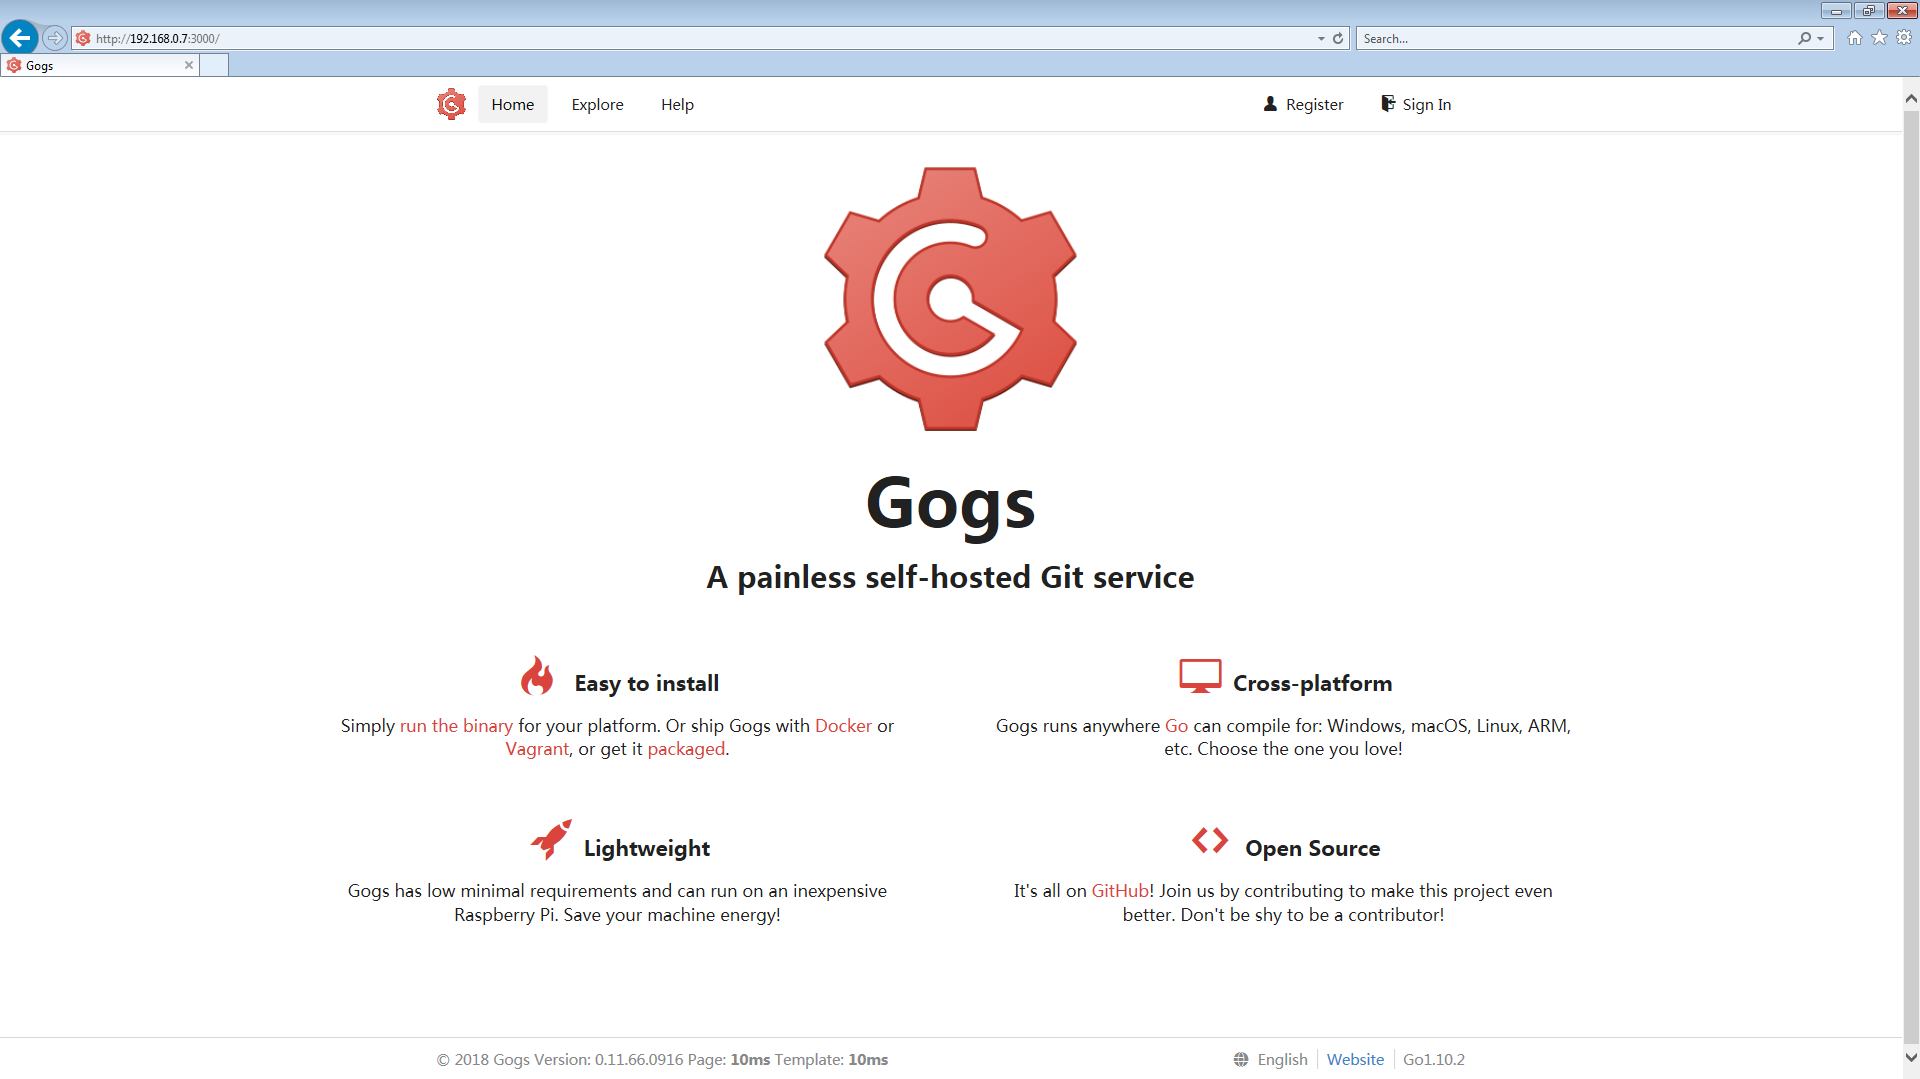 http://192.168.0.7:3000/
Search...
Gogs
Home Explore Help Register Sign In
Gogs
A painless self-hosted Git service
Easy to install
Simply run the binary for your platform. Or ship Gogs with Docker or
Vagrant, or get it packaged.
Cross-platform
Gogs runs anywhere Go can compile for: Windows, macOS, Linux, ARM,
etc. Choose the one you love!
Lightweight
Gogs has low minimal requirements and can run on an inexpensive
Raspberry Pi. Save your machine energy!
Open Source
It's all on GitHub! Join us by contributing to make this project even
better. Don't be shy to be a contributor!
© 2018 Gogs Version: 0.11.66.0916 Page: 10ms Template: 10ms
English Website Go1.10.2